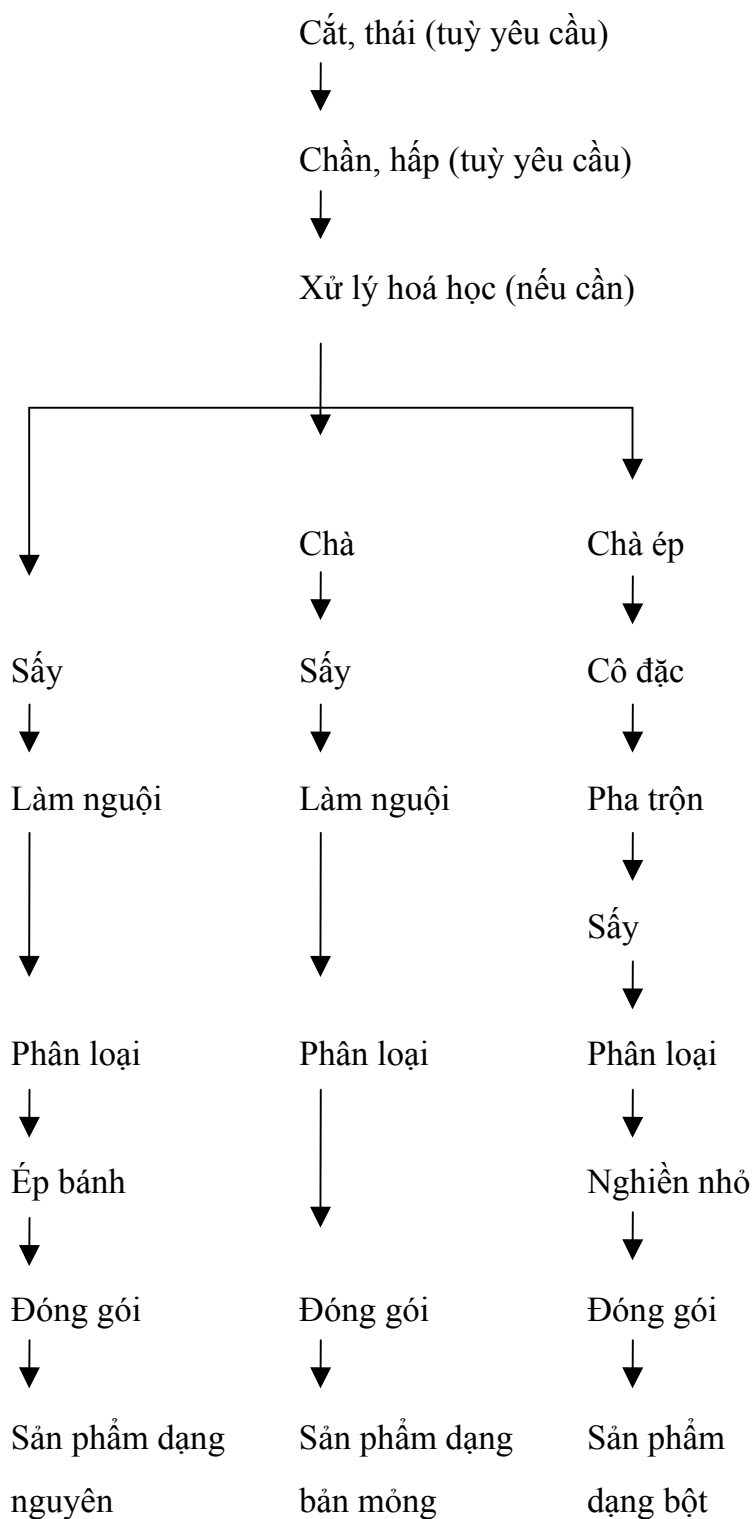 Cắt, thái (tuỳ yêu cầu)
Chần, hấp (tuỳ yêu cầu)
Xử lý hoá học (nếu cần)
Chà Chà ép
Sấy Sấy Cô đặc
Làm nguội Làm nguội Pha trộn
Sấy
Phân loại Phân loại Phân loại
Ép bánh Nghiền nhỏ
Đóng gói Đóng gói Đóng gói
Sản phẩm dạng Sản phẩm dạng Sản phẩm
nguyên bản mỏng dạng bột